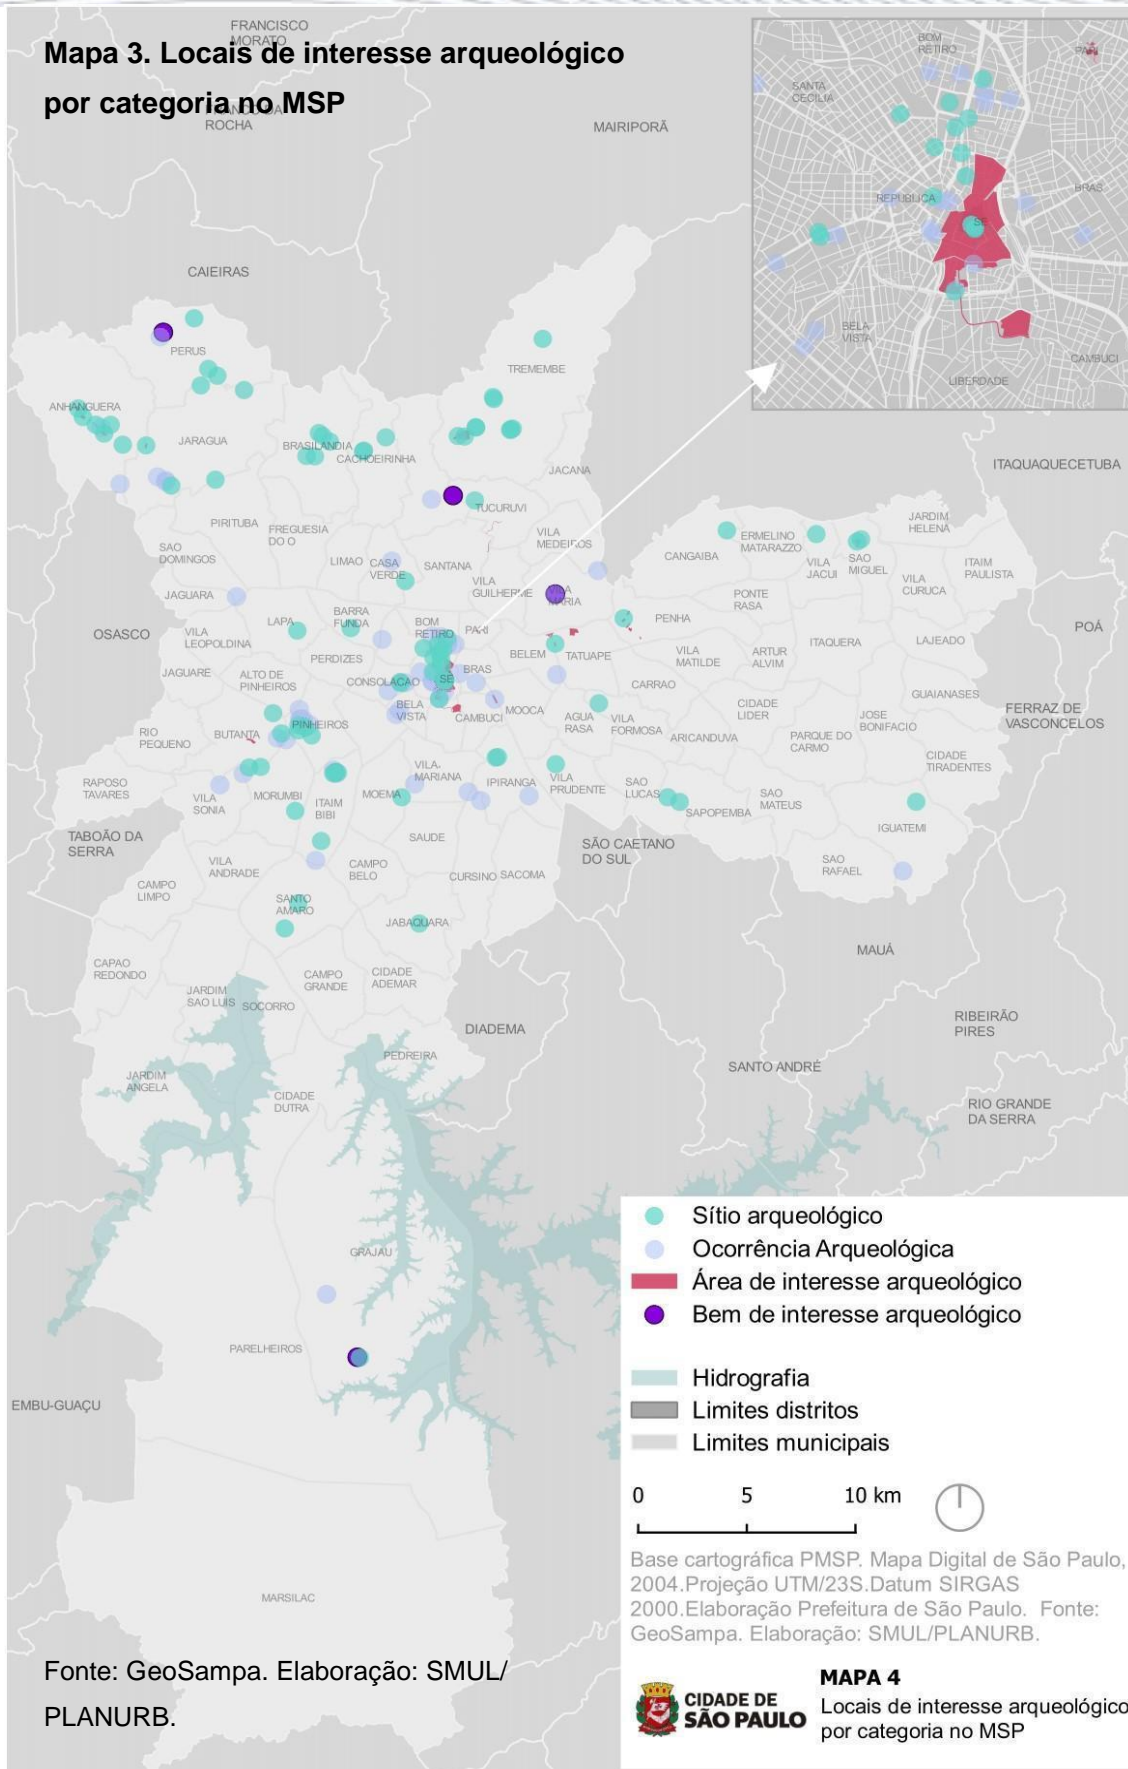 FRANCISCO
MORATO
Mapa 3. Locais de interesse arqueológico
por categoria no MSP
ROCHA
MAIRIPORÃ
CAIEIRAS
BOM
RETIRO
PARI
SANTA
CECILIA
REPUBLICA
BRAS
SE
BELA
VISTA
CAMBUCI
LIBERDADE
PERUS
TREMEMBE
ANHANGUERA
JARAGUA
BRASILANDIA
CACHOEIRINHA
JACANA
ITAQUAQUECETUBA
TUCURUVI
PIRITUBA
FREGUESIA
DO O
VILA
MEDEIROS
JARDIM
HELENA
ERMELINO
MATARAZZO
CANGAIBA
SAO
DOMINGOS
LIMAO
CASA
VERDE
SANTANA
VILA
JACUI
SAO
MIGUEL
ITAIM
PAULISTA
VILA
GUILHERME
VILA
MARIA
VILA
CURUCA
JAGUARA
PONTE
RASA
OSASCO
VILA
LEOPOLDINA
LAPA
BARRA
FUNDA
BOM
RETIRO
PARI
PENHA
POÁ
BELEM
TATUAPE
VILA
MATILDE
ARTUR
ALVIM
ITAQUERA
LAJEADO
PERDIZES
JAGUARE
ALTO DE
PINHEIROS
CONSOLACAO
SE
BRAS
CARRAO
GUAIANASES
BELA
VISTA
CAMBUCI
MOOCA
AGUA
RASA
VILA
FORMOSA
CIDADE
LIDER
JOSE
BONIFACIO
FERRAZ DE
VASCONCELOS
RIO
PEQUENO
BUTANTA
PINHEIROS
ARICANDUVA
PARQUE DO
CARMO
CIDADE
TIRADENTES
RAPOSO
TAVARES
VILA
SONIA
MORUMBI
ITAIM
BIBI
MOEMA
VILA
MARIANA
IPIRANGA
VILA
PRUDENTE
SAO
LUCAS
SAPOPEMBA
SAO
MATEUS
IGUATEMI
TABOÃO DA
SERRA
SAUDE
SÃO CAETANO
DO SUL
VILA
ANDRADE
CAMPO
BELO
CURSINO
SACOMA
SAO
RAFAEL
CAMPO
LIMPO
SANTO
AMARO
JABAQUARA
MAUÁ
CAPAO
REDONDO
CAMPO
GRANDE
CIDADE
ADEMAR
JARDIM
SAO LUIS
SOCORRO
RIBEIRÃO
PIRES
DIADEMA
PEDREIRA
SANTO ANDRÉ
JARDIM
ANGELA
CIDADE
DUTRA
RIO GRANDE
DA SERRA
GRAJAU
PARELHEIROS
EMBU-GUAÇU
MARSILAC
Sítio arqueológico
Ocorrência Arqueológica
Área de interesse arqueológico
Bem de interesse arqueológico
Hidrografia
Limites distritos
Limites municipais
0 5 10 km
Base cartográfica PMSP. Mapa Digital de São Paulo,
2004.Projeção UTM/23S.Datum SIRGAS
2000.Elaboração Prefeitura de São Paulo. Fonte:
GeoSampa. Elaboração: SMUL/PLANURB.
Fonte: GeoSampa. Elaboração: SMUL/
PLANURB.
CIDADE DE
SÃO PAULO
MAPA 4
Locais de interesse arqueológico
por categoria no MSP